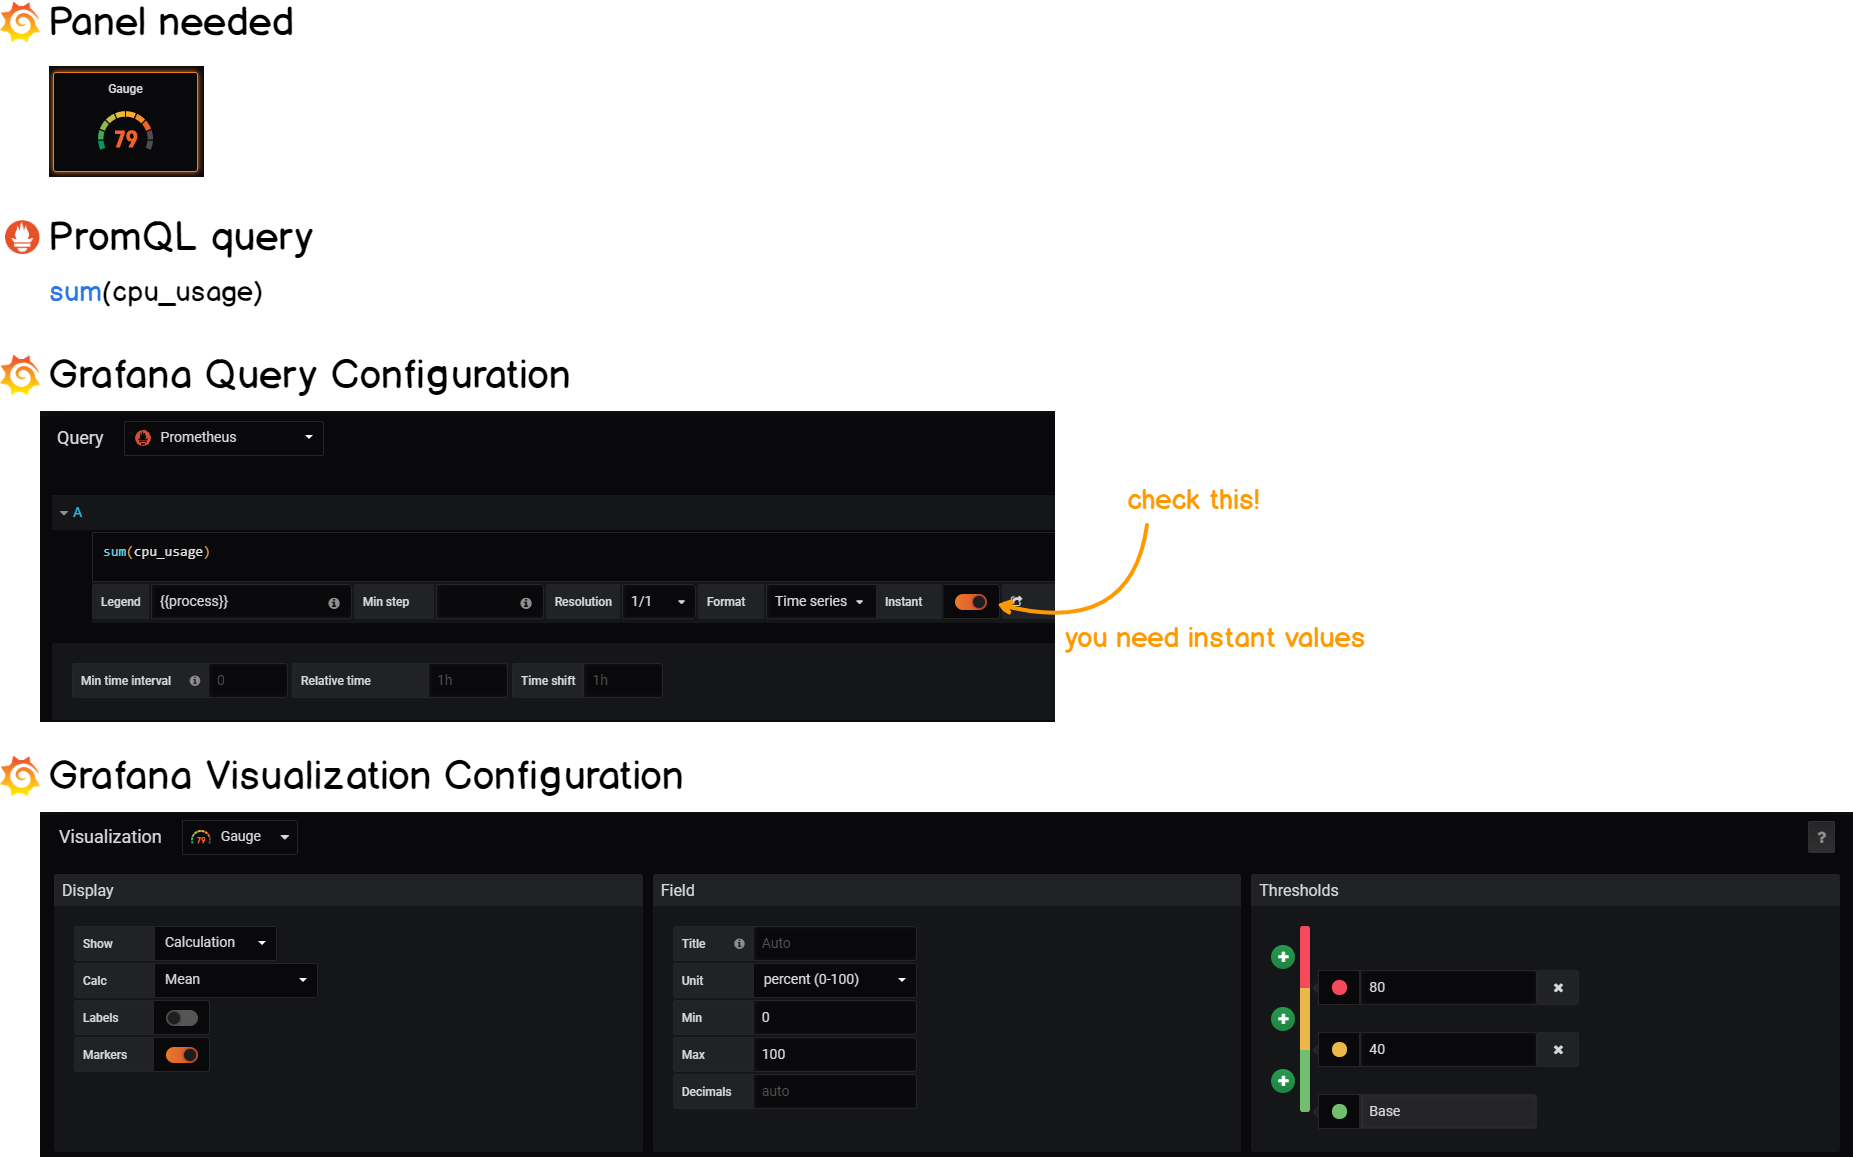 Panel needed
Gauge
79
PromQL query
sum(cpu_usage)
Grafana Query Configuration
Query Prometheus
A
check this!
sum(cpu_usage)
Legend {{process}} Min step Resolution 1/1 Format Time series Instant
you need instant values
Min time interval 0 Relative time 1h Time shift 1h
Grafana Visualization Configuration
Visualization 79 Gauge ?
Display Field Thresholds
Show Calculation Title Auto
Calc Mean Unit percent (0-100) 80
Labels Min 0
Markers Max 100 40
Decimals auto
Base